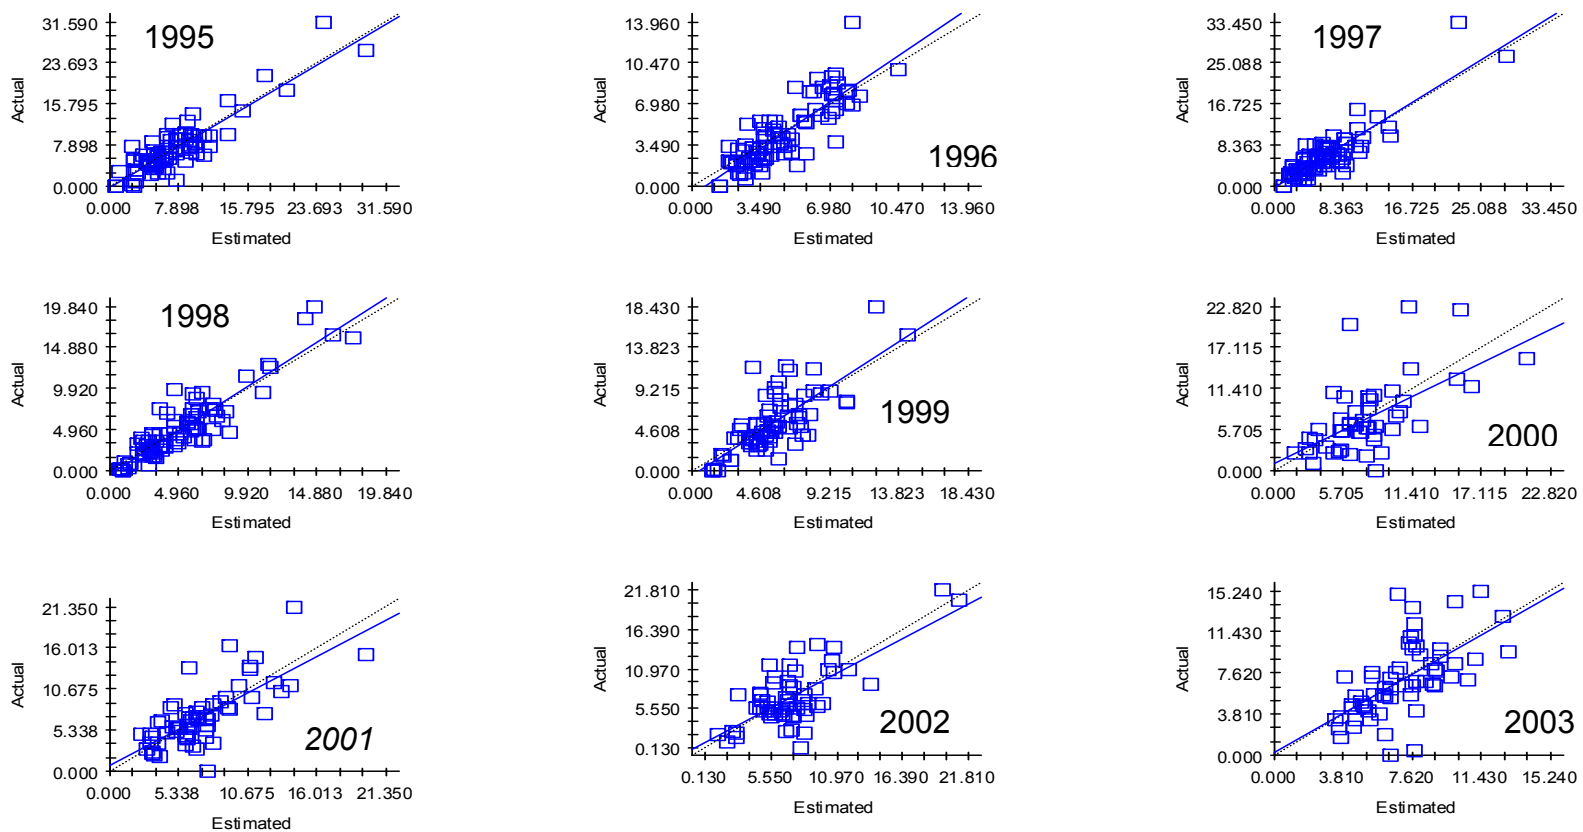 31.590
23.693
15.795
7.898
0.000
Actual
1995
0.000 7.898 15.795 23.693 31.590
Estimated
13.960
10.470
6.980
3.490
0.000
Actual
1996
0.000 3.490 6.980 10.470 13.960
Estimated
33.450
25.088
16.725
8.363
0.000
Actual
1997
0.000 8.363 16.725 25.088 33.450
Estimated
19.840
14.880
9.920
4.960
0.000
Actual
1998
0.000 4.960 9.920 14.880 19.840
Estimated
18.430
13.823
9.215
4.608
0.000
Actual
1999
0.000 4.608 9.215 13.823 18.430
Estimated
22.820
17.115
11.410
5.705
0.000
Actual
2000
0.000 5.705 11.410 17.115 22.820
Estimated
21.350
16.013
10.675
5.338
0.000
Actual
2001
0.000 5.338 10.675 16.013 21.350
Estimated
21.810
16.390
10.970
5.550
0.130
Actual
2002
0.130 5.550 10.970 16.390 21.810
Estimated
15.240
11.430
7.620
3.810
0.000
Actual
2003
0.000 3.810 7.620 11.430 15.240
Estimated